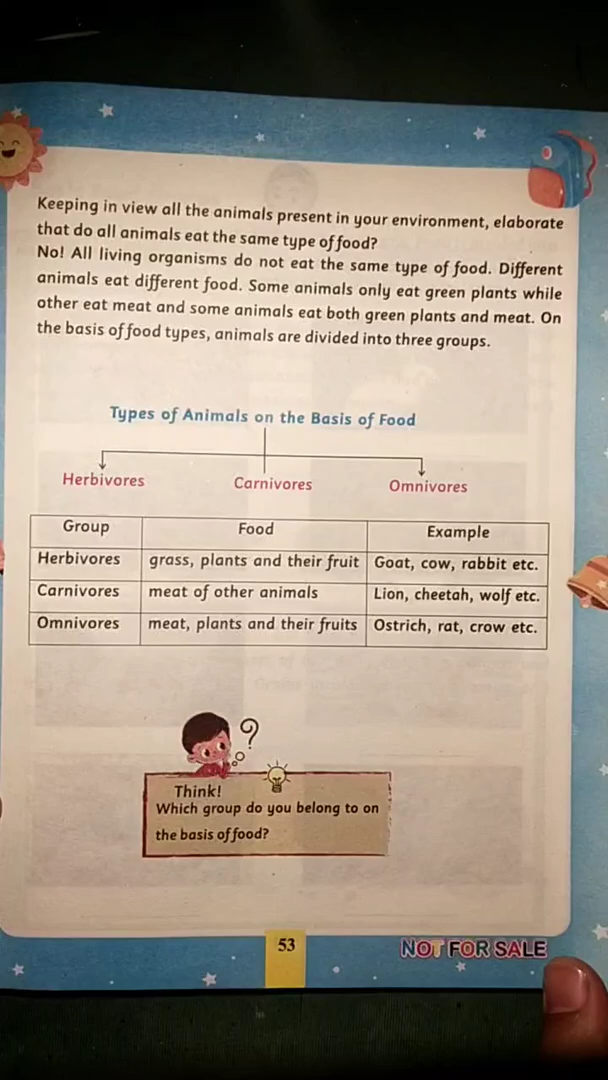 Keeping in view all the animals present in your environment, elaborate
that do all animals eat the same type of food?
No! All living organisms do not eat the same type of food. Different
animals eat different food. Some animals only eat green plants while
other eat meat and some animals eat both green plants and meat. On
the basis of food types, animals are divided into three groups.
Types of Animals on the Basis of Food
Herbivores Carnivores Omnivores
Group Food Example
Herbivores grass, plants and their fruit Goat, cow, rabbit etc.
Carnivores meat of other animals Lion, cheetah, wolf etc.
Omnivores meat, plants and their fruits Ostrich, rat, crow etc.
?
Think!
Which group do you belong to on
the basis of food?
53
NOT FOR SALE